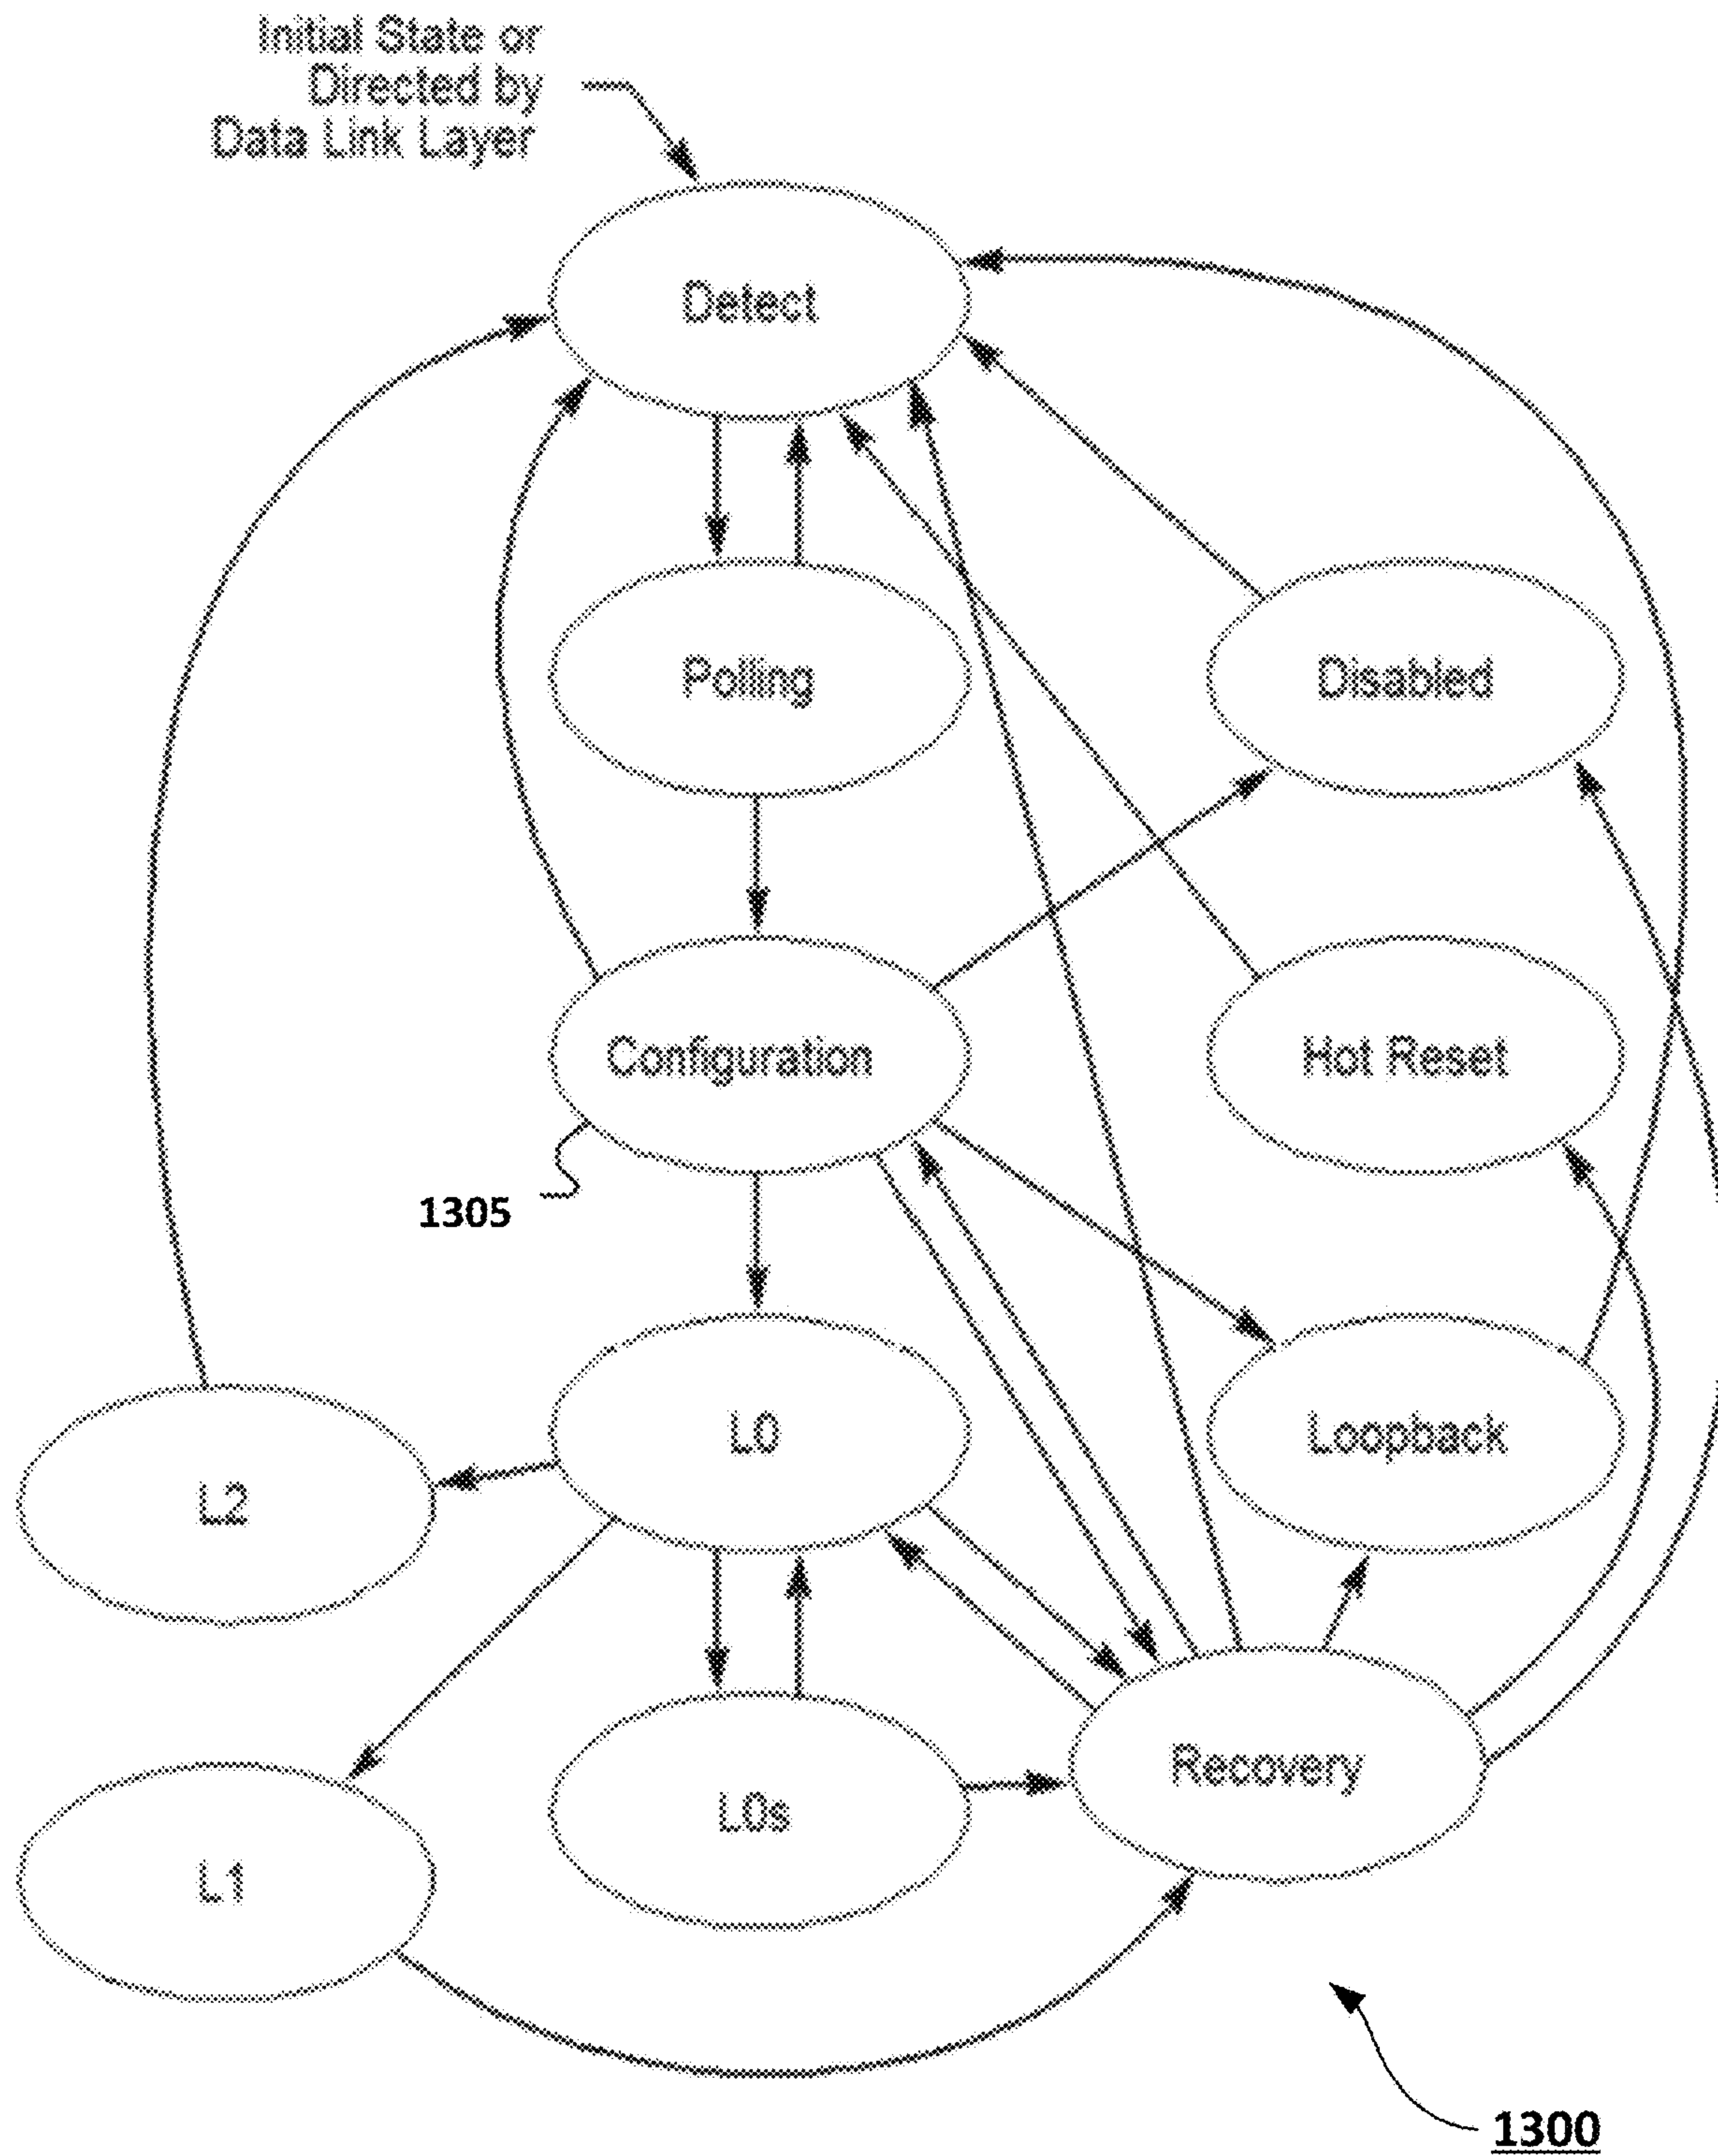 Initial State or
Directed by
Data Link Layer
Detect
Polling
Disabled
Configuration
Hot Reset
1305
L0
Loopback
L2
Recovery
L0s
L1
1300